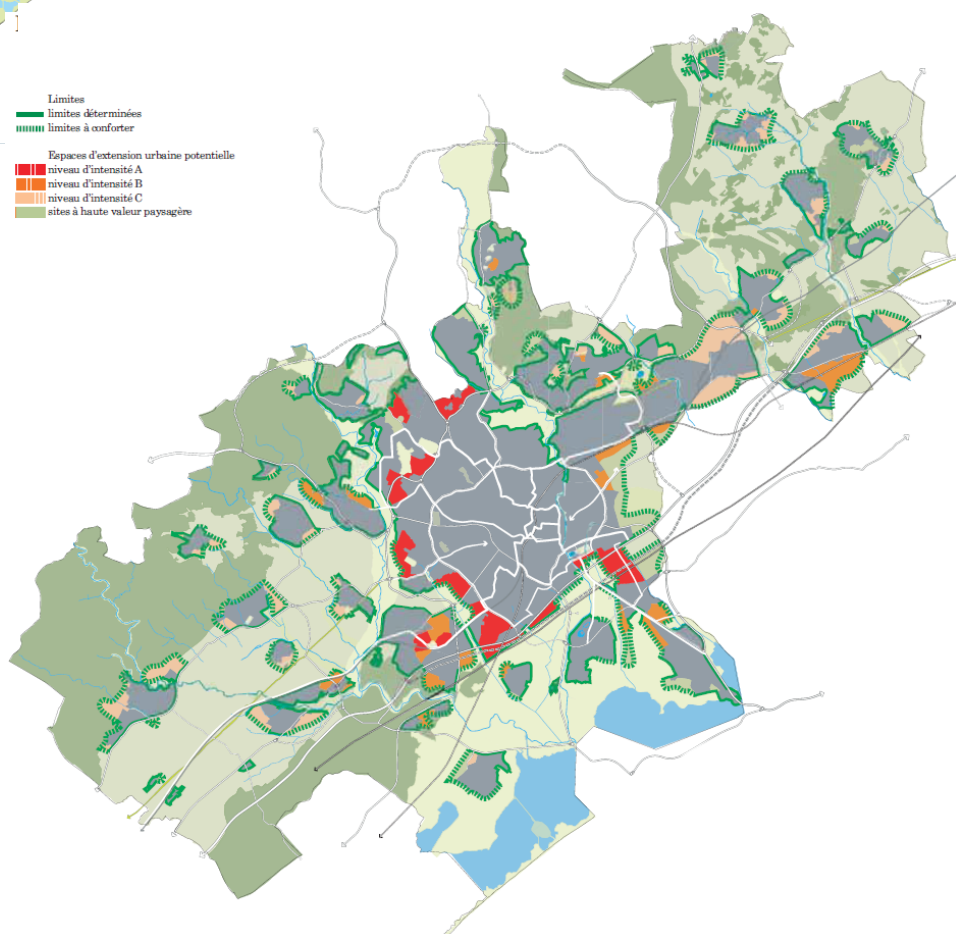 Limites
limites déterminées
limites à conforter
Espaces d'extension urbaine potentielle
niveau d'intensité A
niveau d'intensité B
niveau d'intensité C
sites à haute valeur paysagère